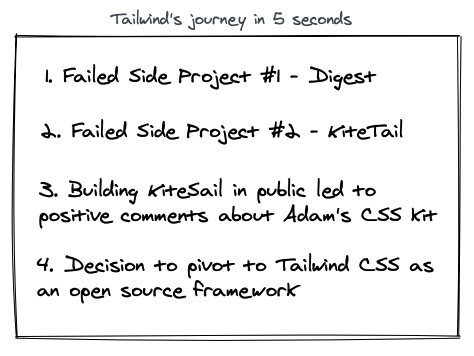 Tailwind's journey in 5 seconds
1. Failed Side Project #1 - Digest
2. Failed Side Project #2 - KiteTail
3. Building KiteSail in public led to
positive comments about Adam's CSS Kit
4. Decision to pivot to Tailwind CSS as
an open source framework